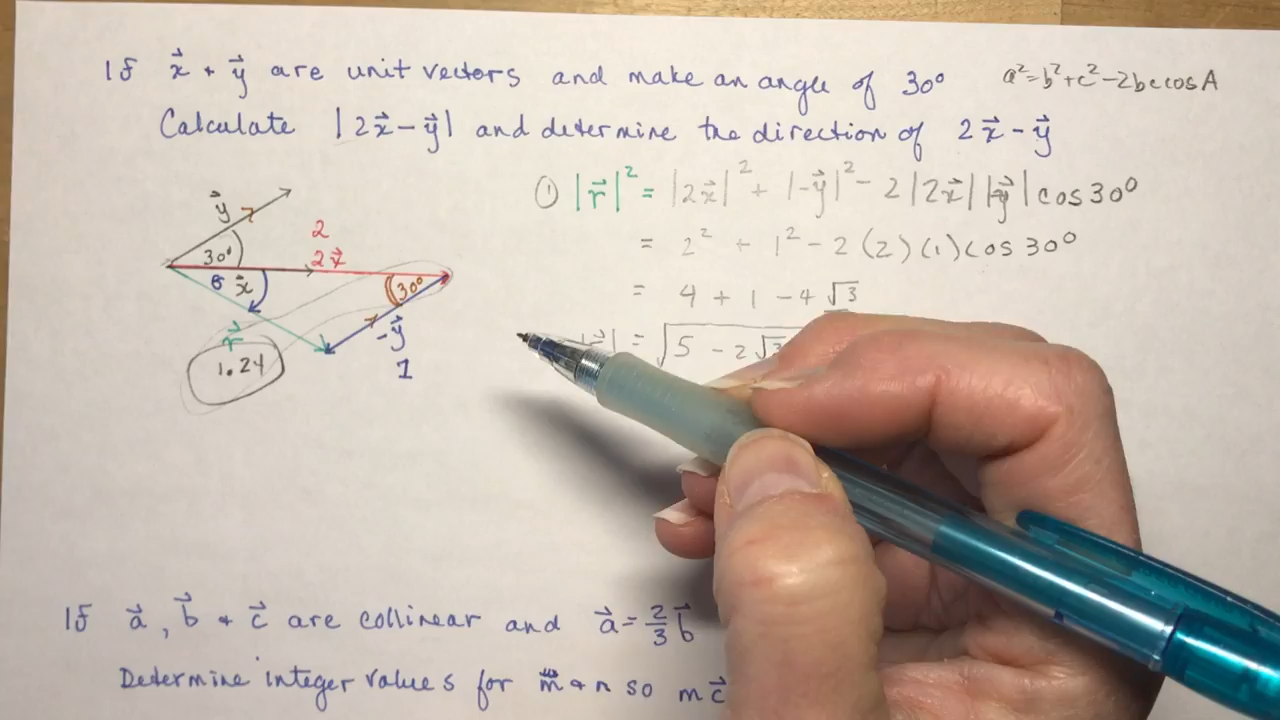 If x⃗ + y⃗ are unit vectors and make an angle of 30°
a² = b² + c² - 2bc cos A
Calculate |2x⃗ - y⃗| and determine the direction of 2x⃗ - y⃗
① |r⃗|² = |2x⃗|² + |-y⃗|² - 2|2x⃗||y⃗| cos 30°
= 2² + 1² - 2(2)(1) cos 30°
= 4 + 1 - 4 √3
|r⃗| = √5 - 2√3
y⃗
30°
2
2x⃗
θ
x⃗
30°
r⃗
-y⃗
1.24
1
If a⃗, b⃗ + c⃗ are collinear and a⃗ = 2/3 b⃗
Determine integer values for m + n so mc⃗